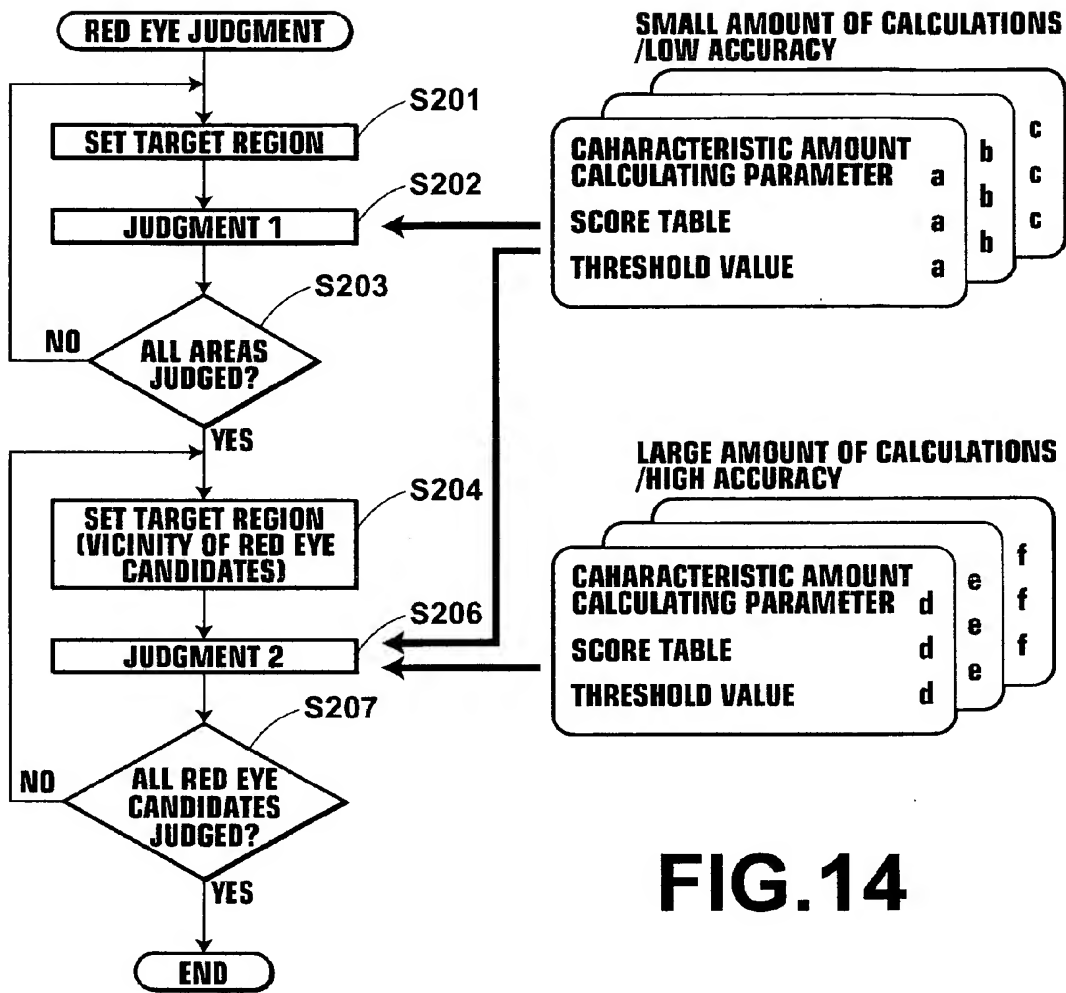 RED EYE JUDGMENT
S201
SET TARGET REGION
S202
JUDGMENT 1
S203
NO
ALL AREAS
JUDGED?
YES
S204
SET TARGET REGION
(VICINITY OF RED EYE
CANDIDATES)
S206
JUDGMENT 2
S207
NO
ALL RED EYE
CANDIDATES
JUDGED?
YES
END
SMALL AMOUNT OF CALCULATIONS
/LOW ACCURACY
CAHARACTERISTIC AMOUNT
CALCULATING PARAMETER a
SCORE TABLE a
THRESHOLD VALUE a
b
b
b
c
c
c
LARGE AMOUNT OF CALCULATIONS
/HIGH ACCURACY
CAHARACTERISTIC AMOUNT
CALCULATING PARAMETER d
SCORE TABLE d
THRESHOLD VALUE d
e
e
e
f
f
f
FIG.14